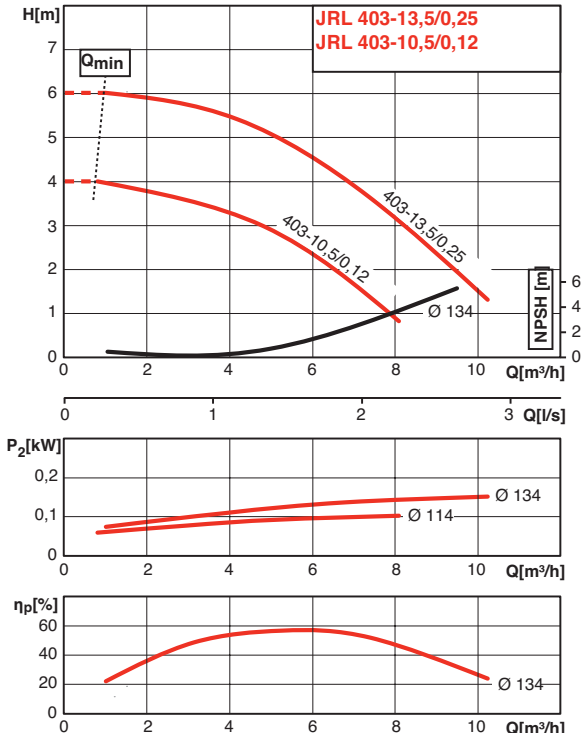 H[m]
JRL 403-13,5/0,25
JRL 403-10,5/0,12
7
Qmin
6
5
4
3
2
1
0
403-13,5/0,25
403-10,5/0,12
Ø 134
NPSH [m]
6
4
2
0
0 2 4 6 8 10 Q[m³/h]
0 1 2 3 Q[l/s]
P2[kW]
0,2
0,1
0
Ø 134
Ø 114
0 2 4 6 8 10 Q[m³/h]
ηp[%]
60
40
20
0
Ø 134
0 2 4 6 8 10 Q[m³/h]